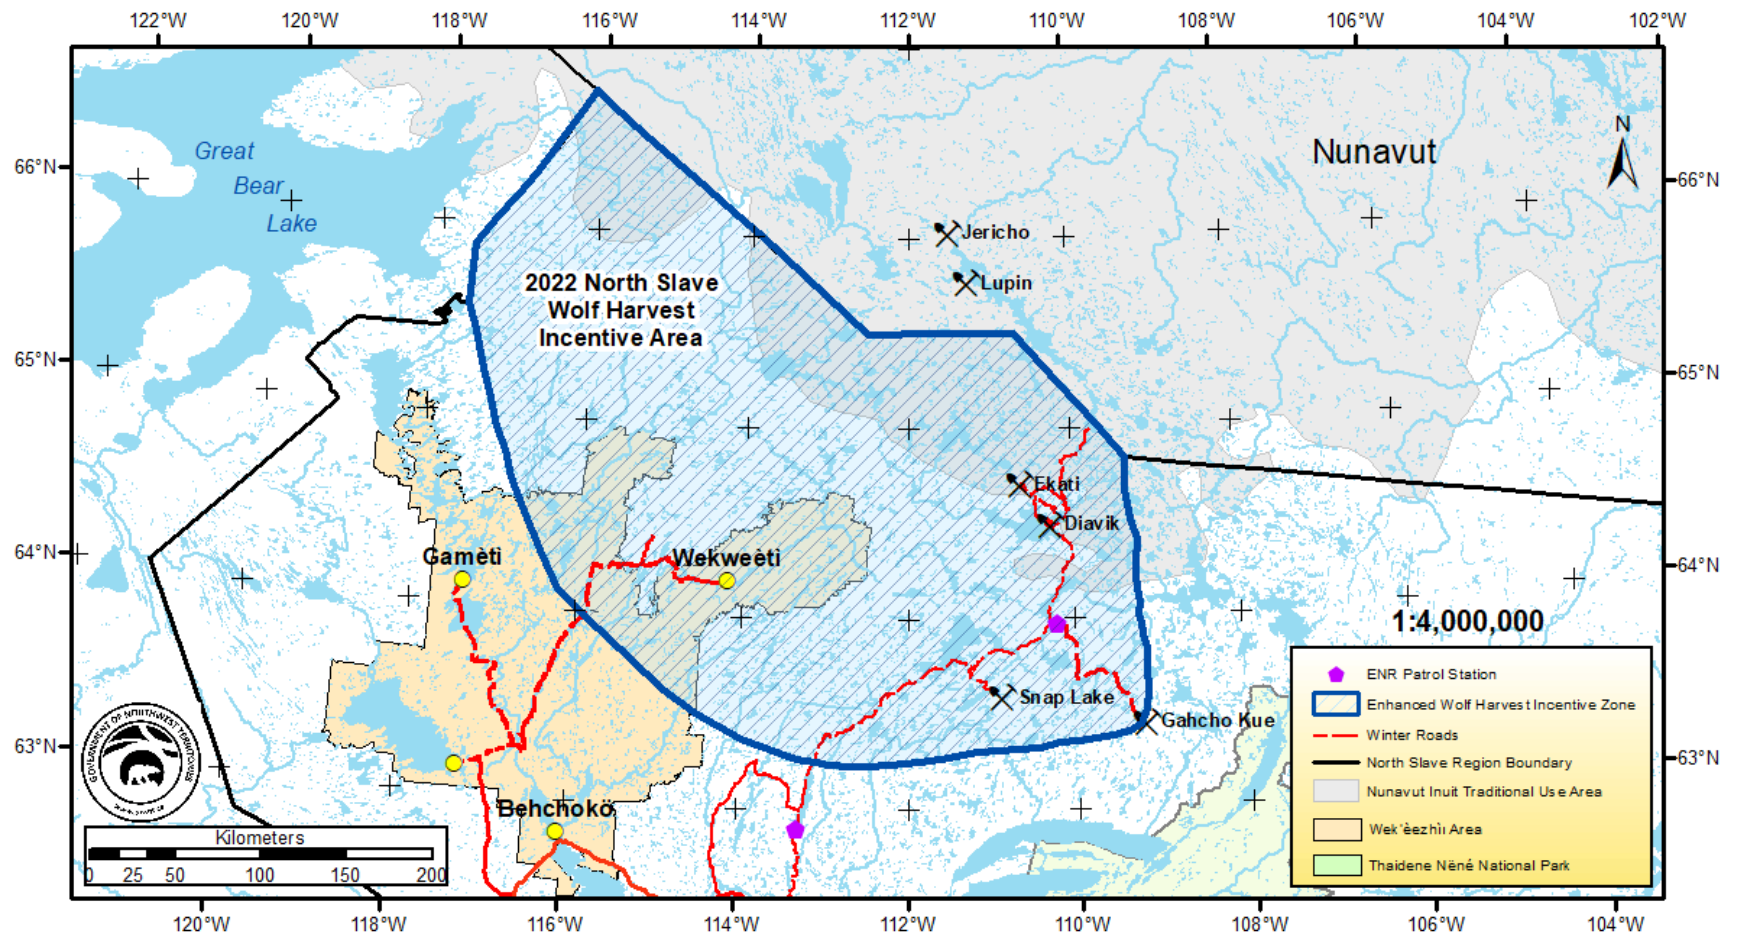 122°W 120°W 118°W 116°W 114°W 112°W 110°W 108°W 106°W 104°W 102°W
N
Nunavut
Great
Bear
Lake
66°N
66°N
Jericho
Lupin
2022 North Slave
Wolf Harvest
Incentive Area
65°N
65°N
Ekati
Diavik
64°N
64°N
Gamètì
Wekweètì
1:4,000,000
ENR Patrol Station
Enhanced Wolf Harvest Incentive Zone
Winter Roads
North Slave Region Boundary
Nunavut Inuit Traditional Use Area
Wek'èezhìı Area
Thaidene Nëné National Park
Snap Lake
Gahcho Kue
63°N
63°N
GOVERNMENT OF NORTHWEST TERRITORIES
Behchokö
Kilometers
0 25 50 100 150 200
120°W 118°W 116°W 114°W 112°W 110°W 108°W 106°W 104°W